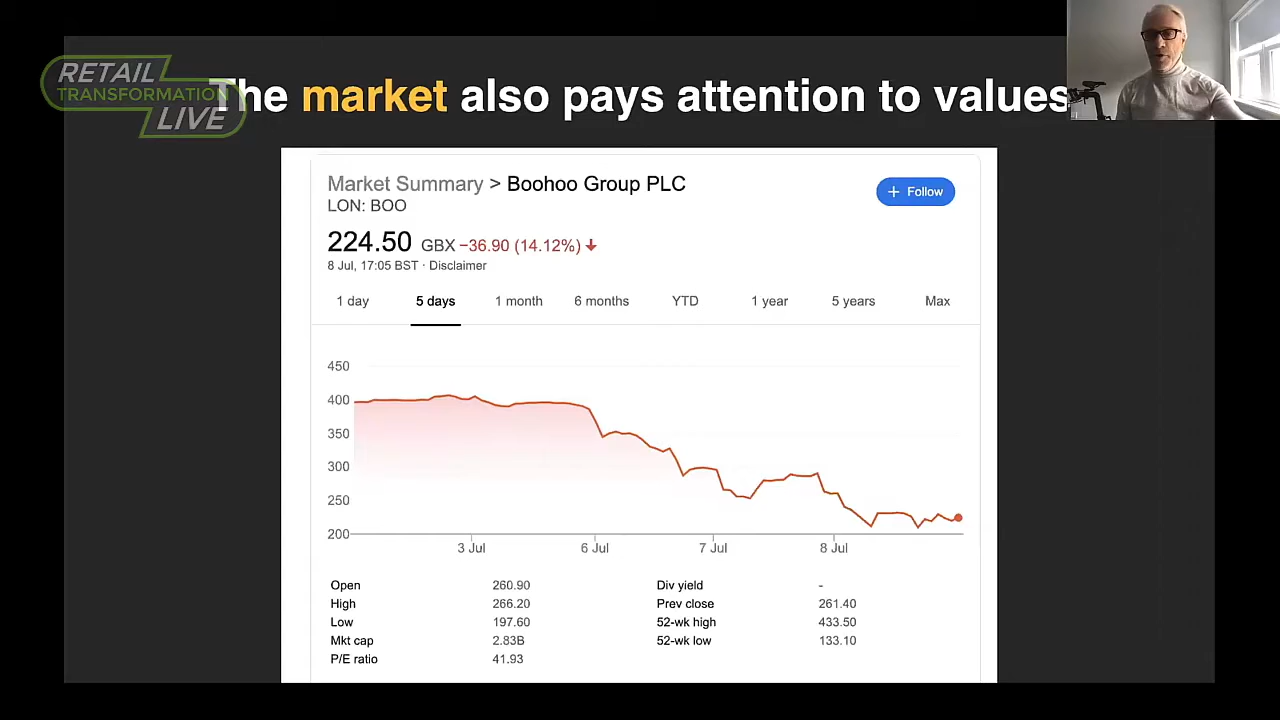 RETAIL
TRANSFORMATION
LIVE
The market also pays attention to values
Market Summary > Boohoo Group PLC
+ Follow
LON: BOO
224.50 GBX −36.90 (14.12%) ↓
8 Jul, 17:05 BST · Disclaimer
1 day 5 days 1 month 6 months YTD 1 year 5 years Max
450
400
350
300
250
200
3 Jul 6 Jul 7 Jul 8 Jul
Open 260.90 Div yield -
High 266.20 Prev close 261.40
Low 197.60 52-wk high 433.50
Mkt cap 2.83B 52-wk low 133.10
P/E ratio 41.93